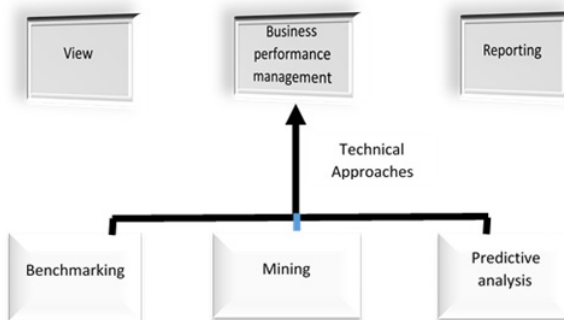 View
Business
performance
management
Reporting
Technical
Approaches
Benchmarking
Mining
Predictive
analysis